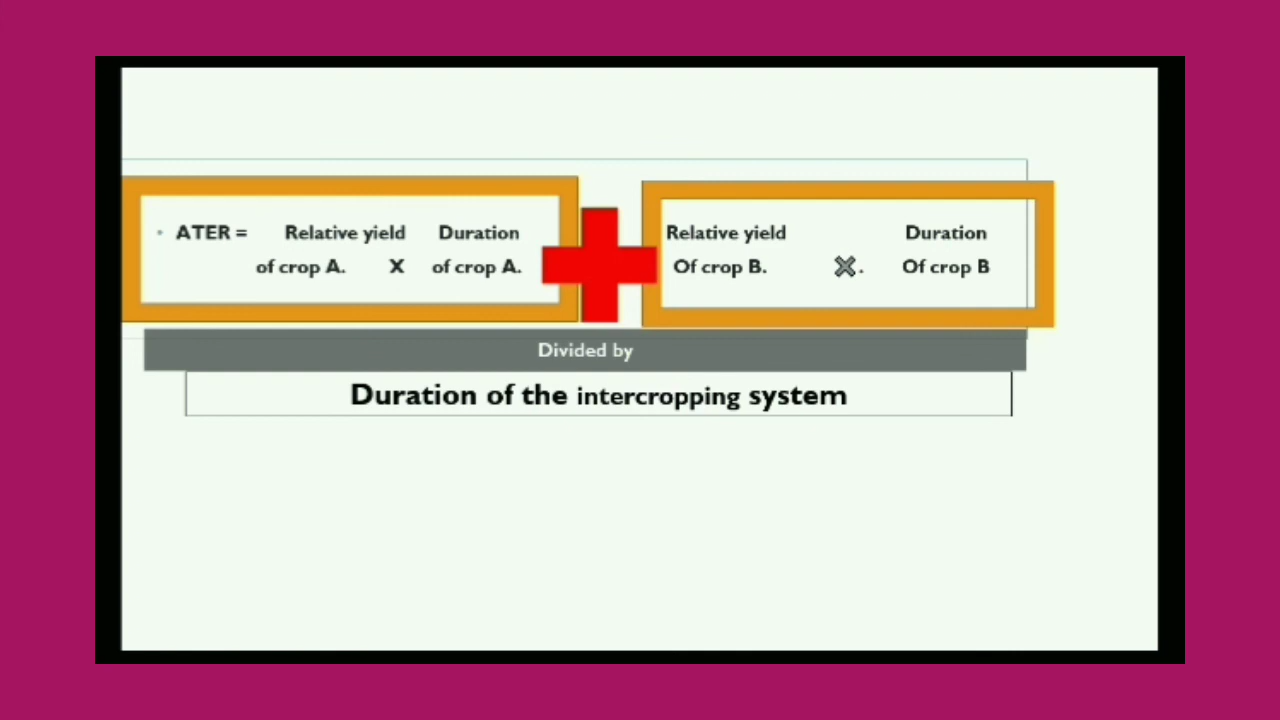 • ATER = Relative yield Duration Relative yield Duration
of crop A. X of crop A. Of crop B. X. Of crop B
Divided by
Duration of the intercropping system